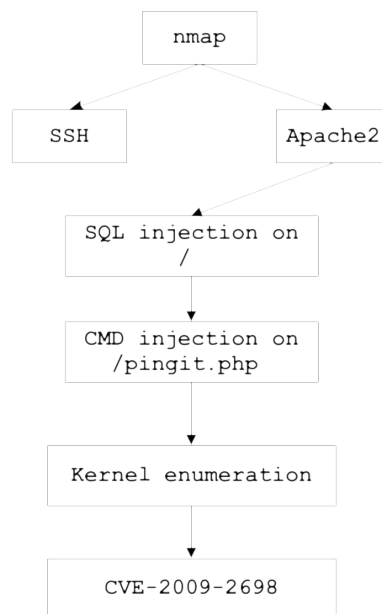 nmap
SSH
Apache2
SQL injection on
/
CMD injection on
/pingit.php
Kernel enumeration
CVE-2009-2698